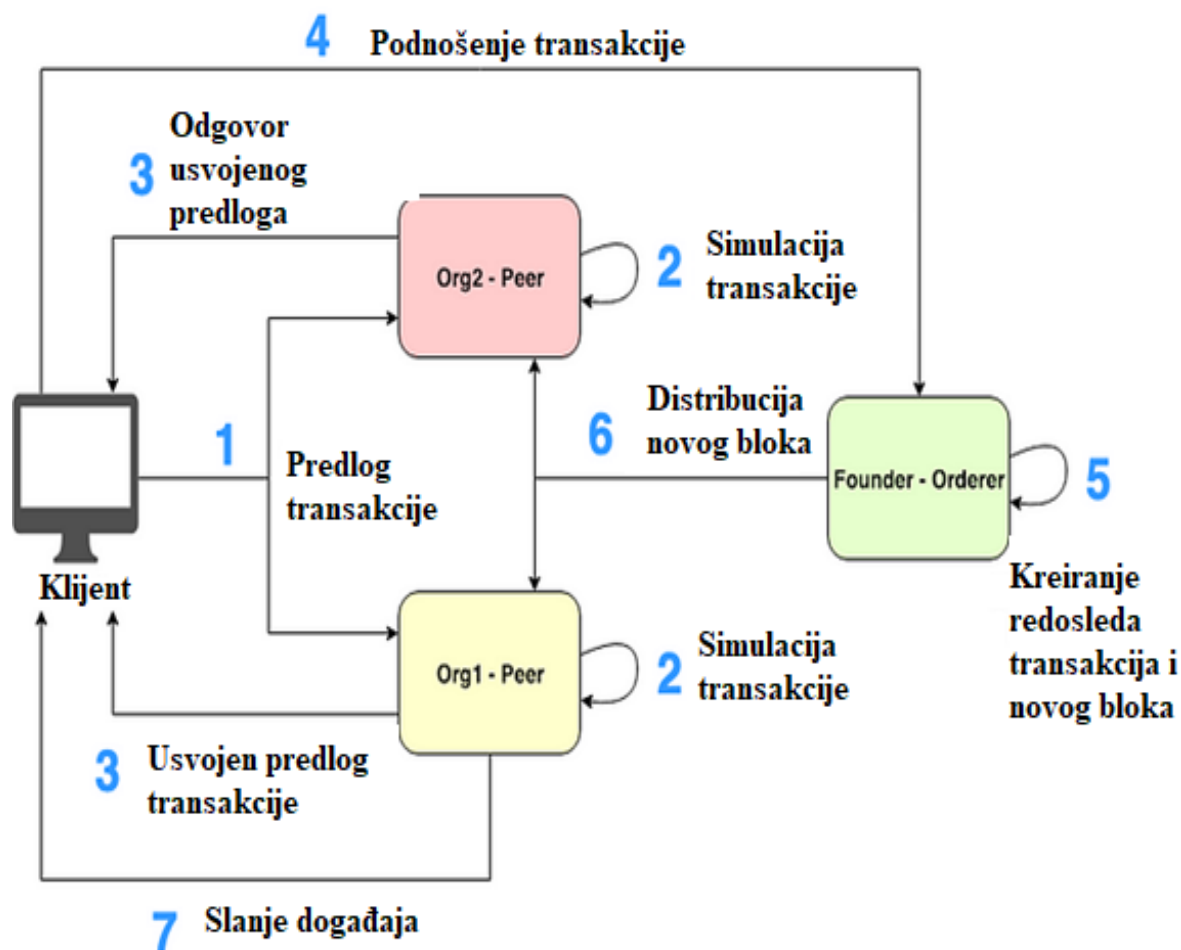 4 Podnošenje transakcije
Odgovor
3 usvojenog
predloga
Org2 - Peer
2 Simulacija
transakcije
1
Predlog
transakcije
6 Distribucija
novog bloka
Founder - Orderer
5
Klijent
Kreiranje
redosleda
transakcija i
novog bloka
Org1 - Peer
2 Simulacija
transakcije
3 Usvojen predlog
transakcije
7 Slanje događaja